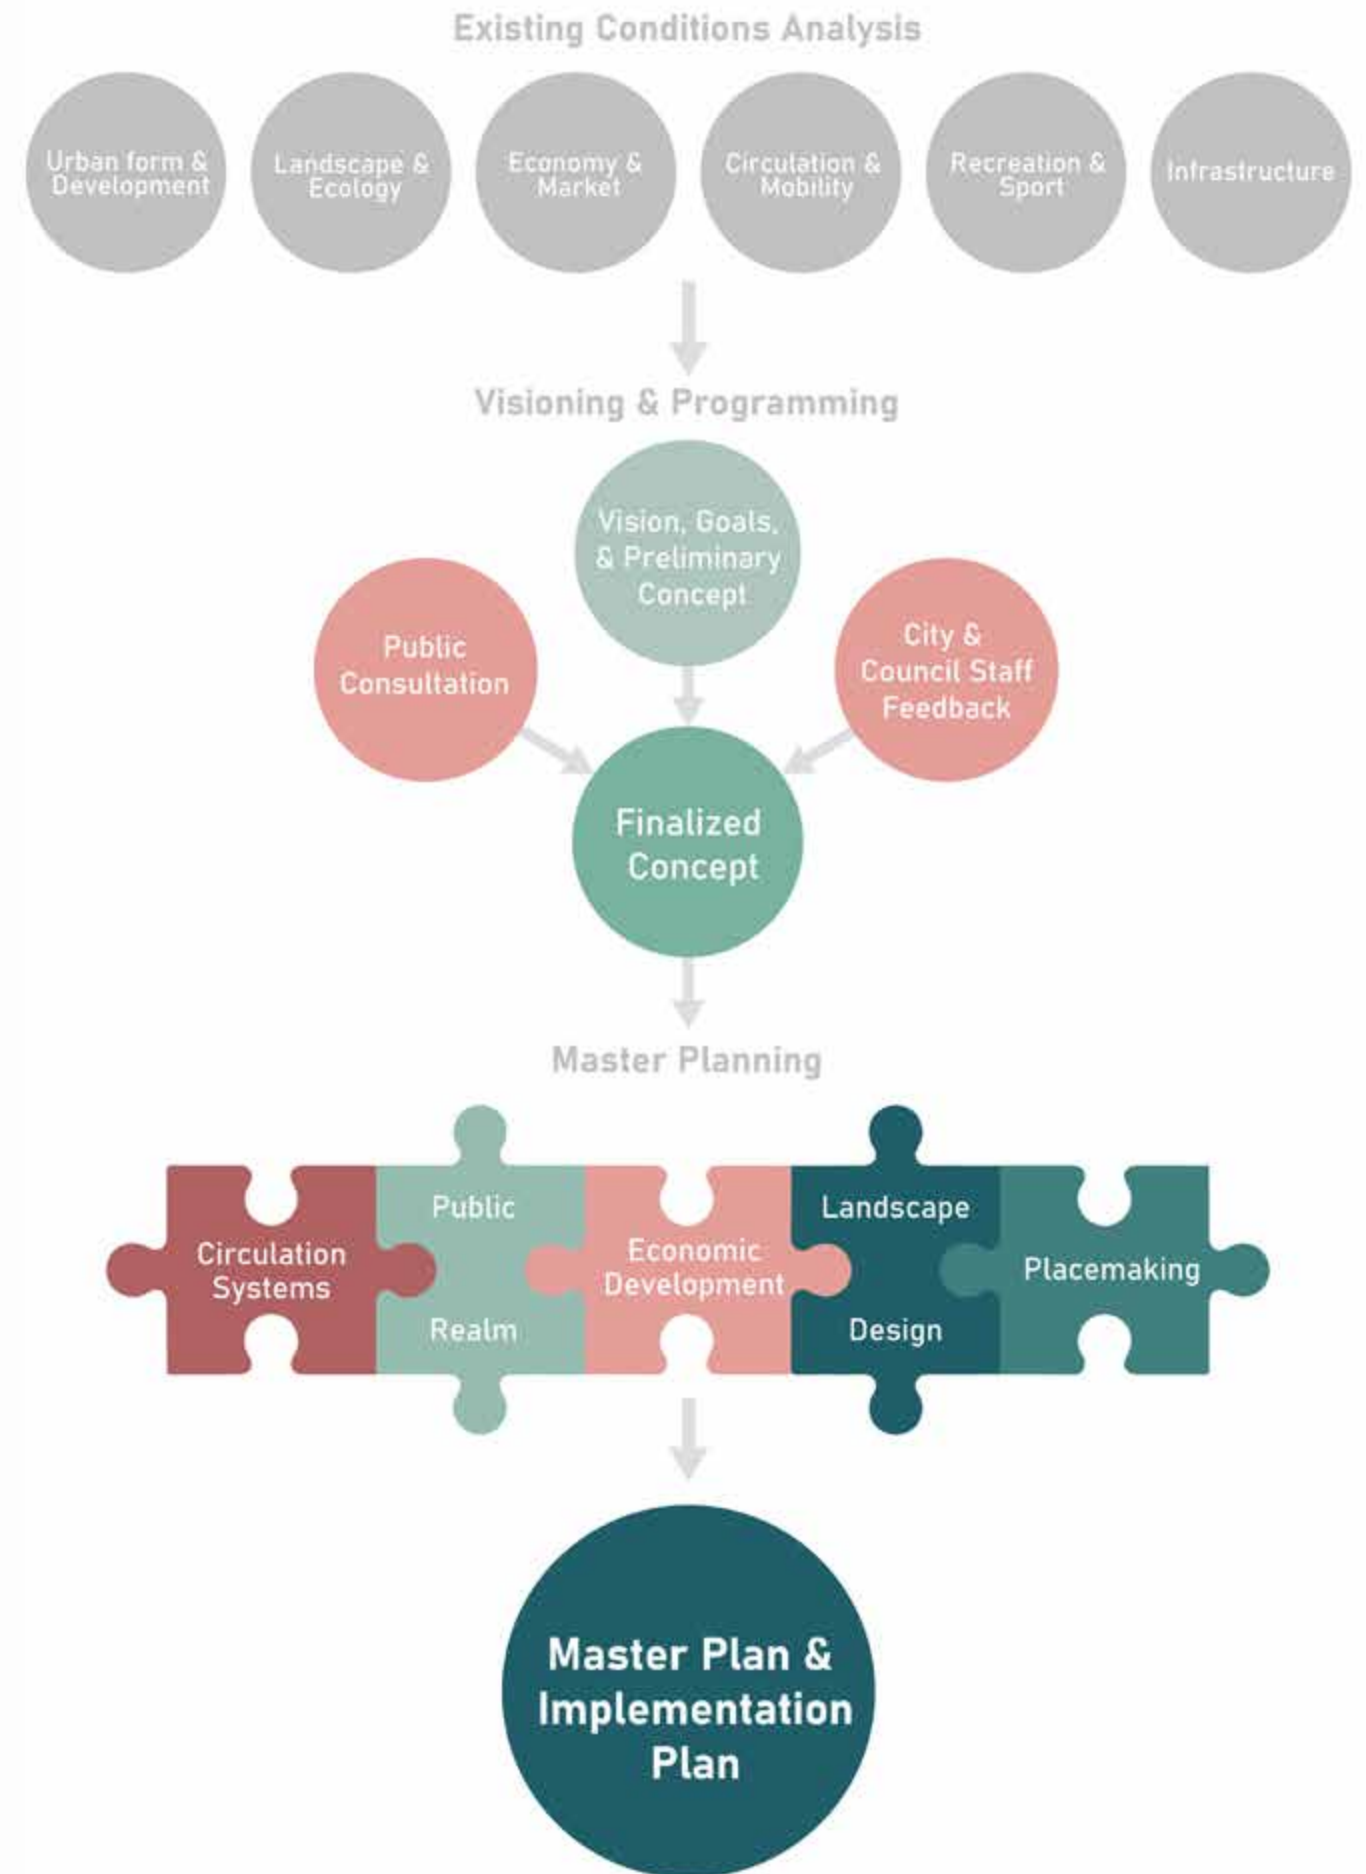 Existing Conditions Analysis
Urban form &
Development
Landscape &
Ecology
Economy &
Market
Circulation &
Mobility
Recreation &
Sport
Infrastructure
Visioning & Programming
Vision, Goals,
& Preliminary
Concept
Public
Consultation
City &
Council Staff
Feedback
Finalized
Concept
Master Planning
Circulation
Systems
Public
Realm
Economic
Development
Landscape
Design
Placemaking
Master Plan &
Implementation
Plan